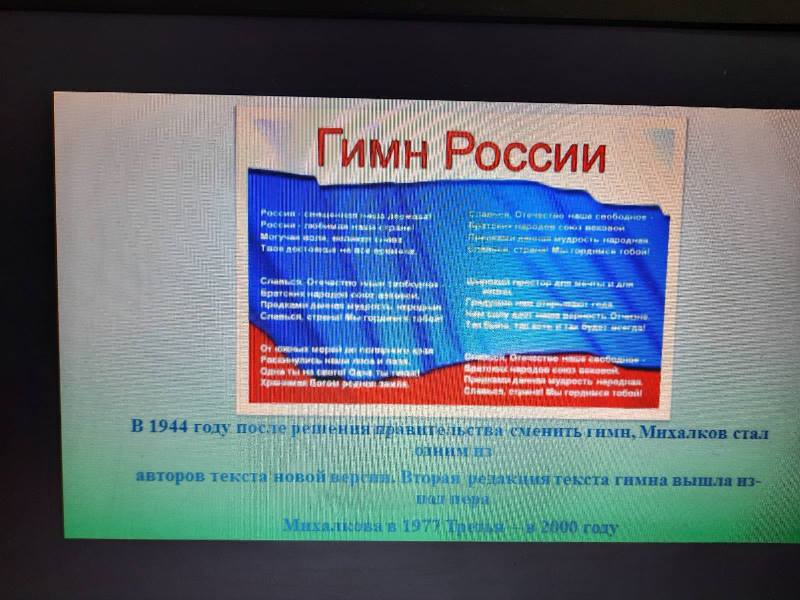 Гимн России
Россия - священная наша держава!
Россия - любимая наша страна!
Могучая воля, великая слава
Твое достоянье на все времена.
Славься, Отечество наше свободное
Братских народов союз вековой.
Предками данная мудрость народная
Славься, страна! Мы гордимся тобой!
От южных морей до полярного края
Раскинулись наши леса и поля.
Одна ты на свете! Одна ты такая!
Хранимая Богом родная земля.
Славься, Отечество наше свободное -
Братских народов союз вековой
Предками данная мудрость народная.
Славься, страна! Мы гордимся тобой!
Широкий простор для мечты и для
жизни,
Грядущие нам открывают года.
Нам силу дает наша верность Отчизне.
Так было, так есть и так будет всегда!
Славься, Отечество наше свободное -
Братских народов союз вековой.
Предками данная мудрость народная.
Славься, страна! Мы гордимся тобой!
В 1944 году после решения правительства сменить гимн, Михалков стал
одним из
авторов текста новой версии. Вторая редакция текста гимна вышла из-
под пера
Михалкова в 1977 Третья – в 2000 году